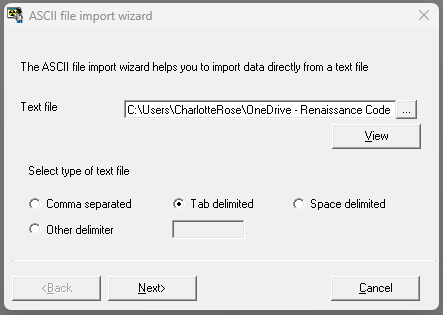 ASCII file import wizard
The ASCII file import wizard helps you to import data directly from a text file
Text file
C:\Users\CharlotteRose\OneDrive - Renaissance Code
...
View
Select type of text file
Comma separated
Tab delimited
Space delimited
Other delimiter
<Back
Next>
Cancel